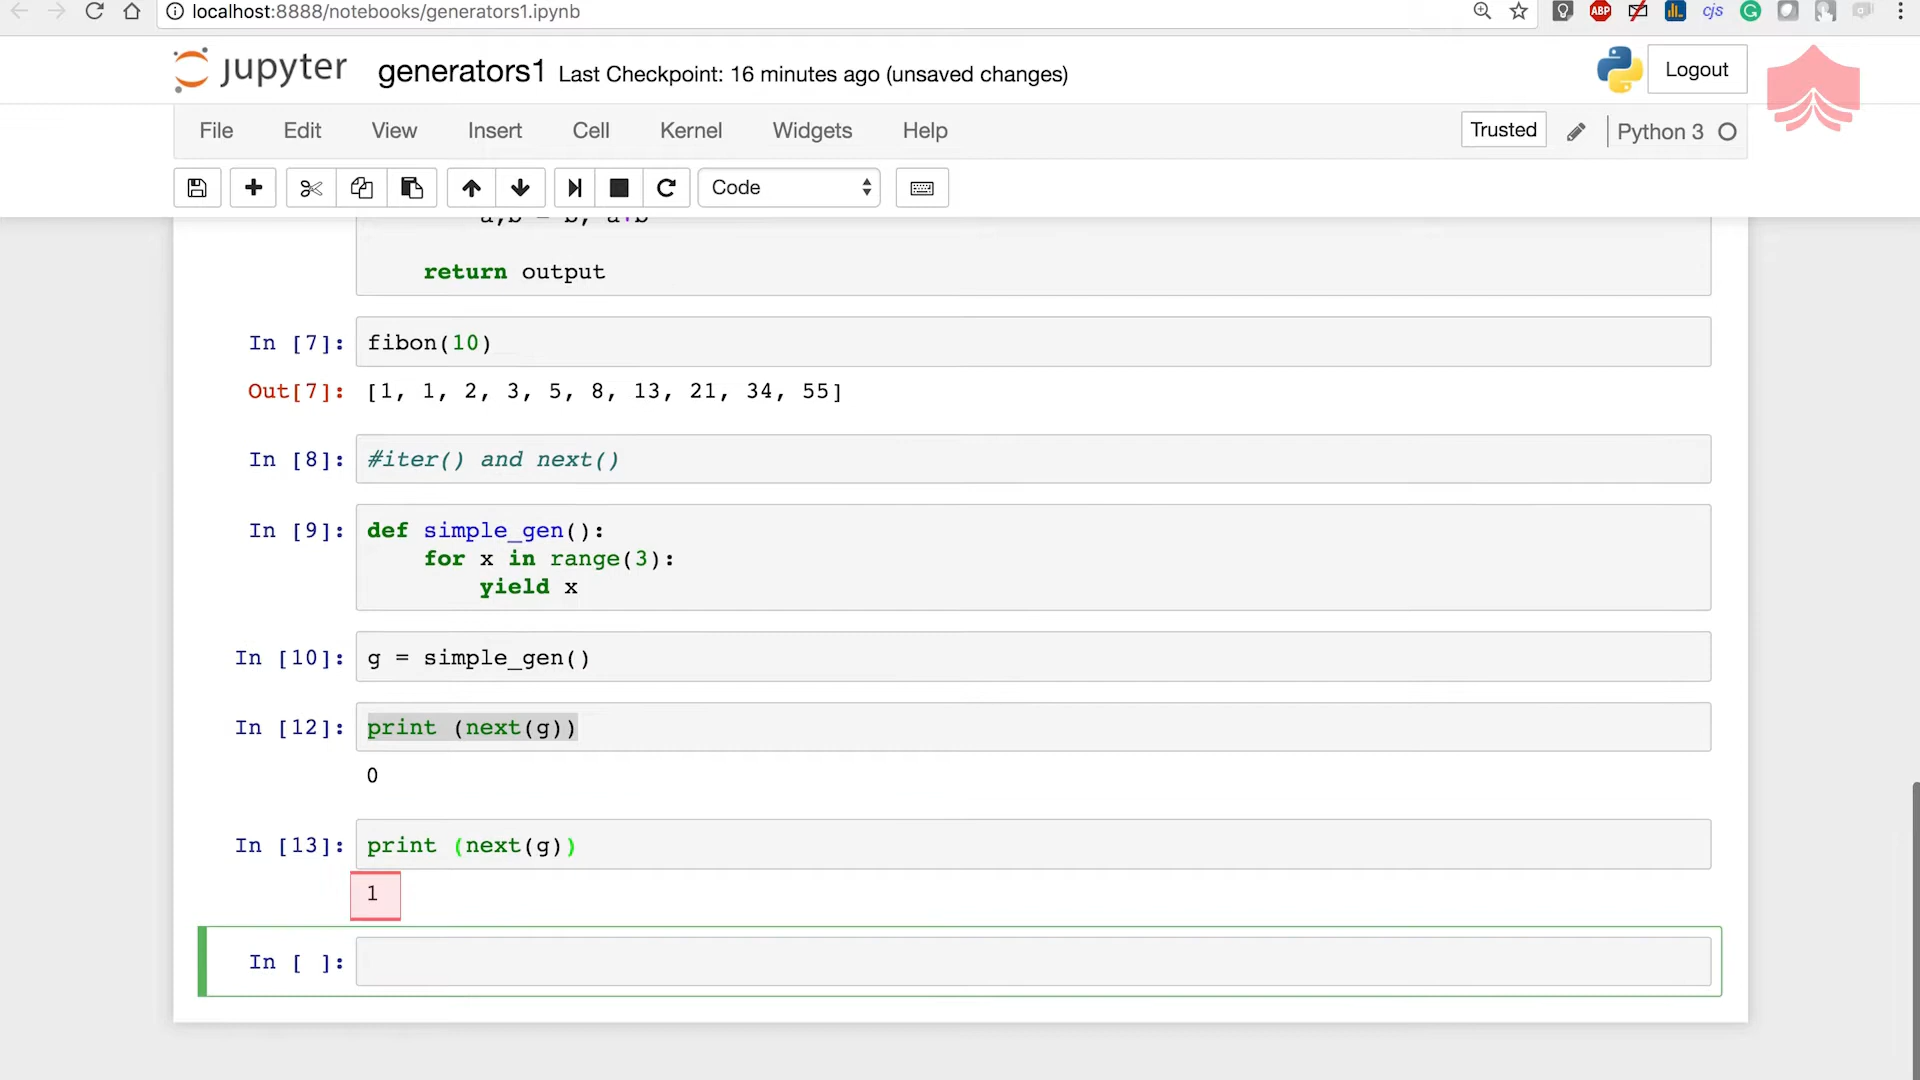 localhost:8888/notebooks/generators1.ipynb
ABP
cjs
jupyter generators1 Last Checkpoint: 16 minutes ago (unsaved changes)
Logout
File Edit View Insert Cell Kernel Widgets Help
Trusted Python 3
Code
a,b = b, a+b
return output
In [7]: fibon(10)
Out[7]: [1, 1, 2, 3, 5, 8, 13, 21, 34, 55]
In [8]: #iter() and next()
In [9]: def simple_gen():
for x in range(3):
yield x
In [10]: g = simple_gen()
In [12]: print (next(g))
0
In [13]: print (next(g))
1
In [ ]: